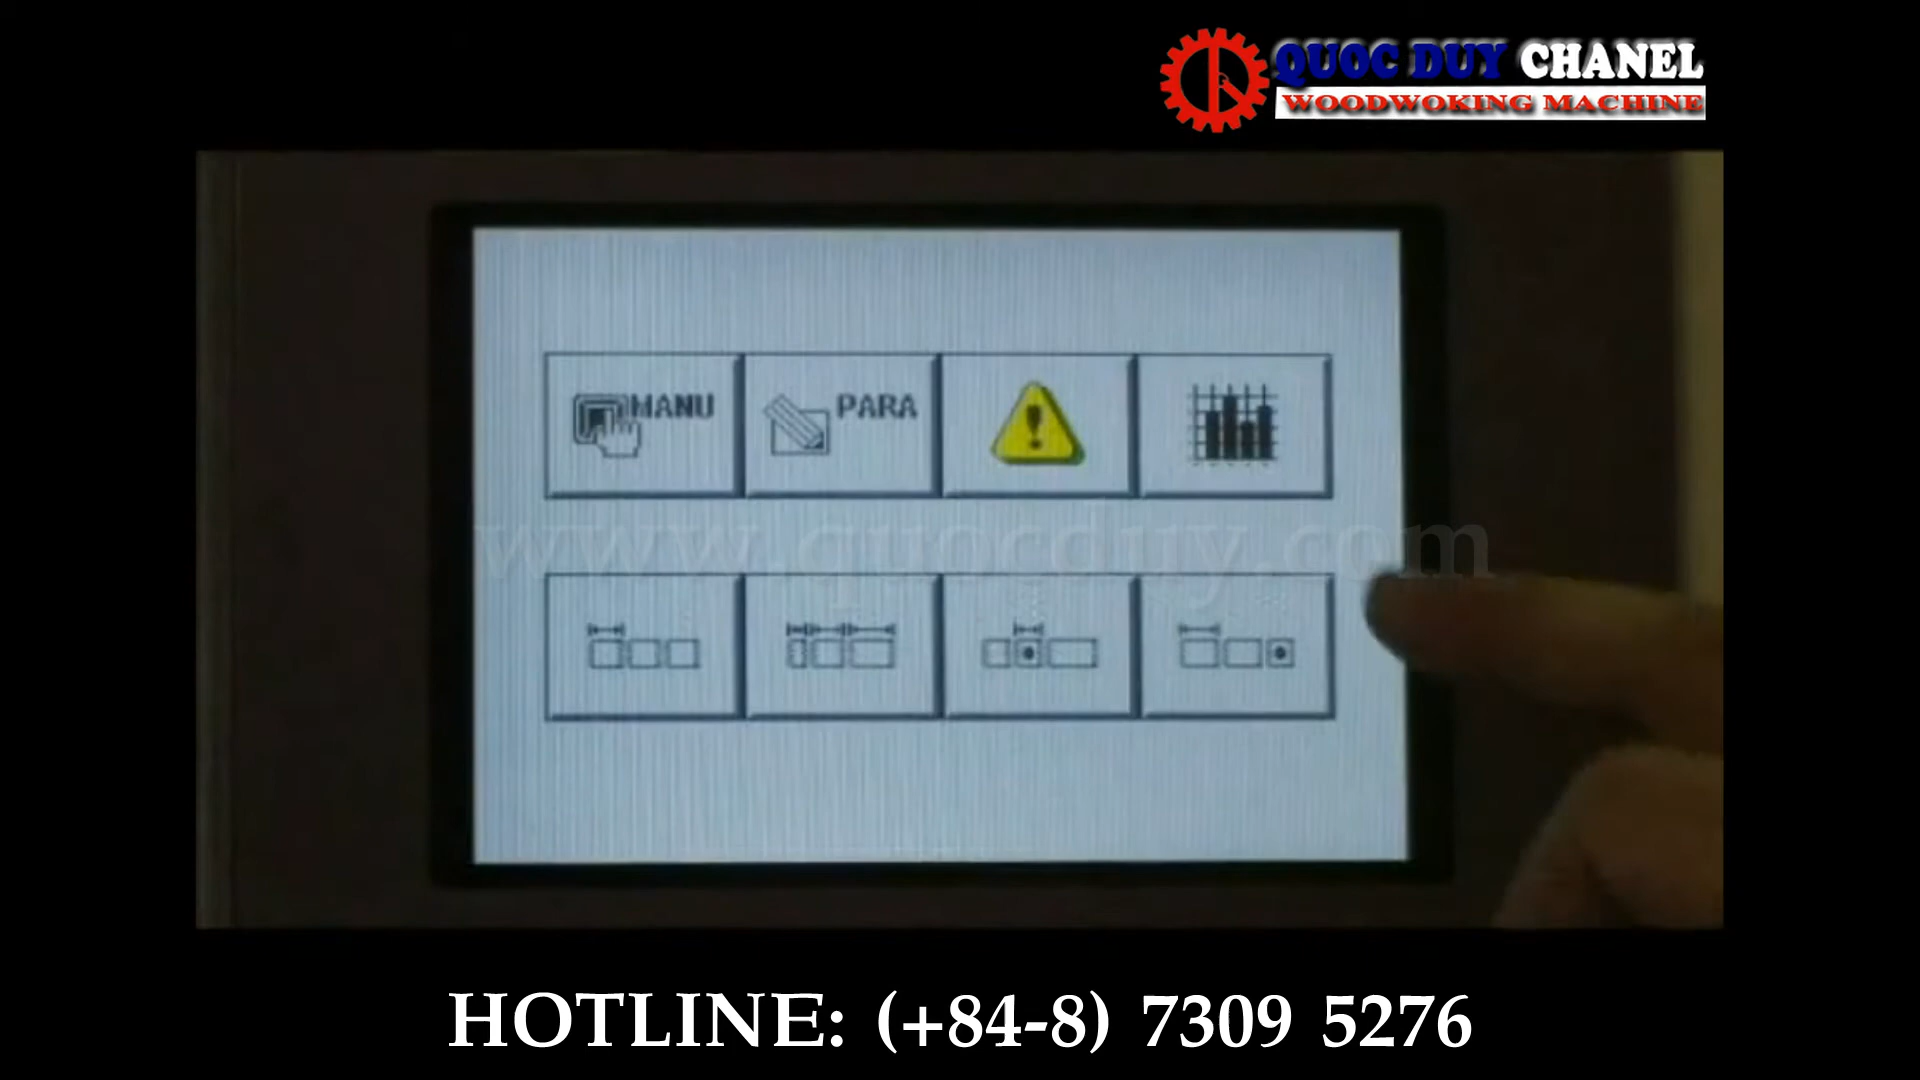 QUOC DUY CHANEL
WOODWOKING MACHINE
MANU
PARA
www.quocduy.com
HOTLINE: (+84-8) 7309 5276